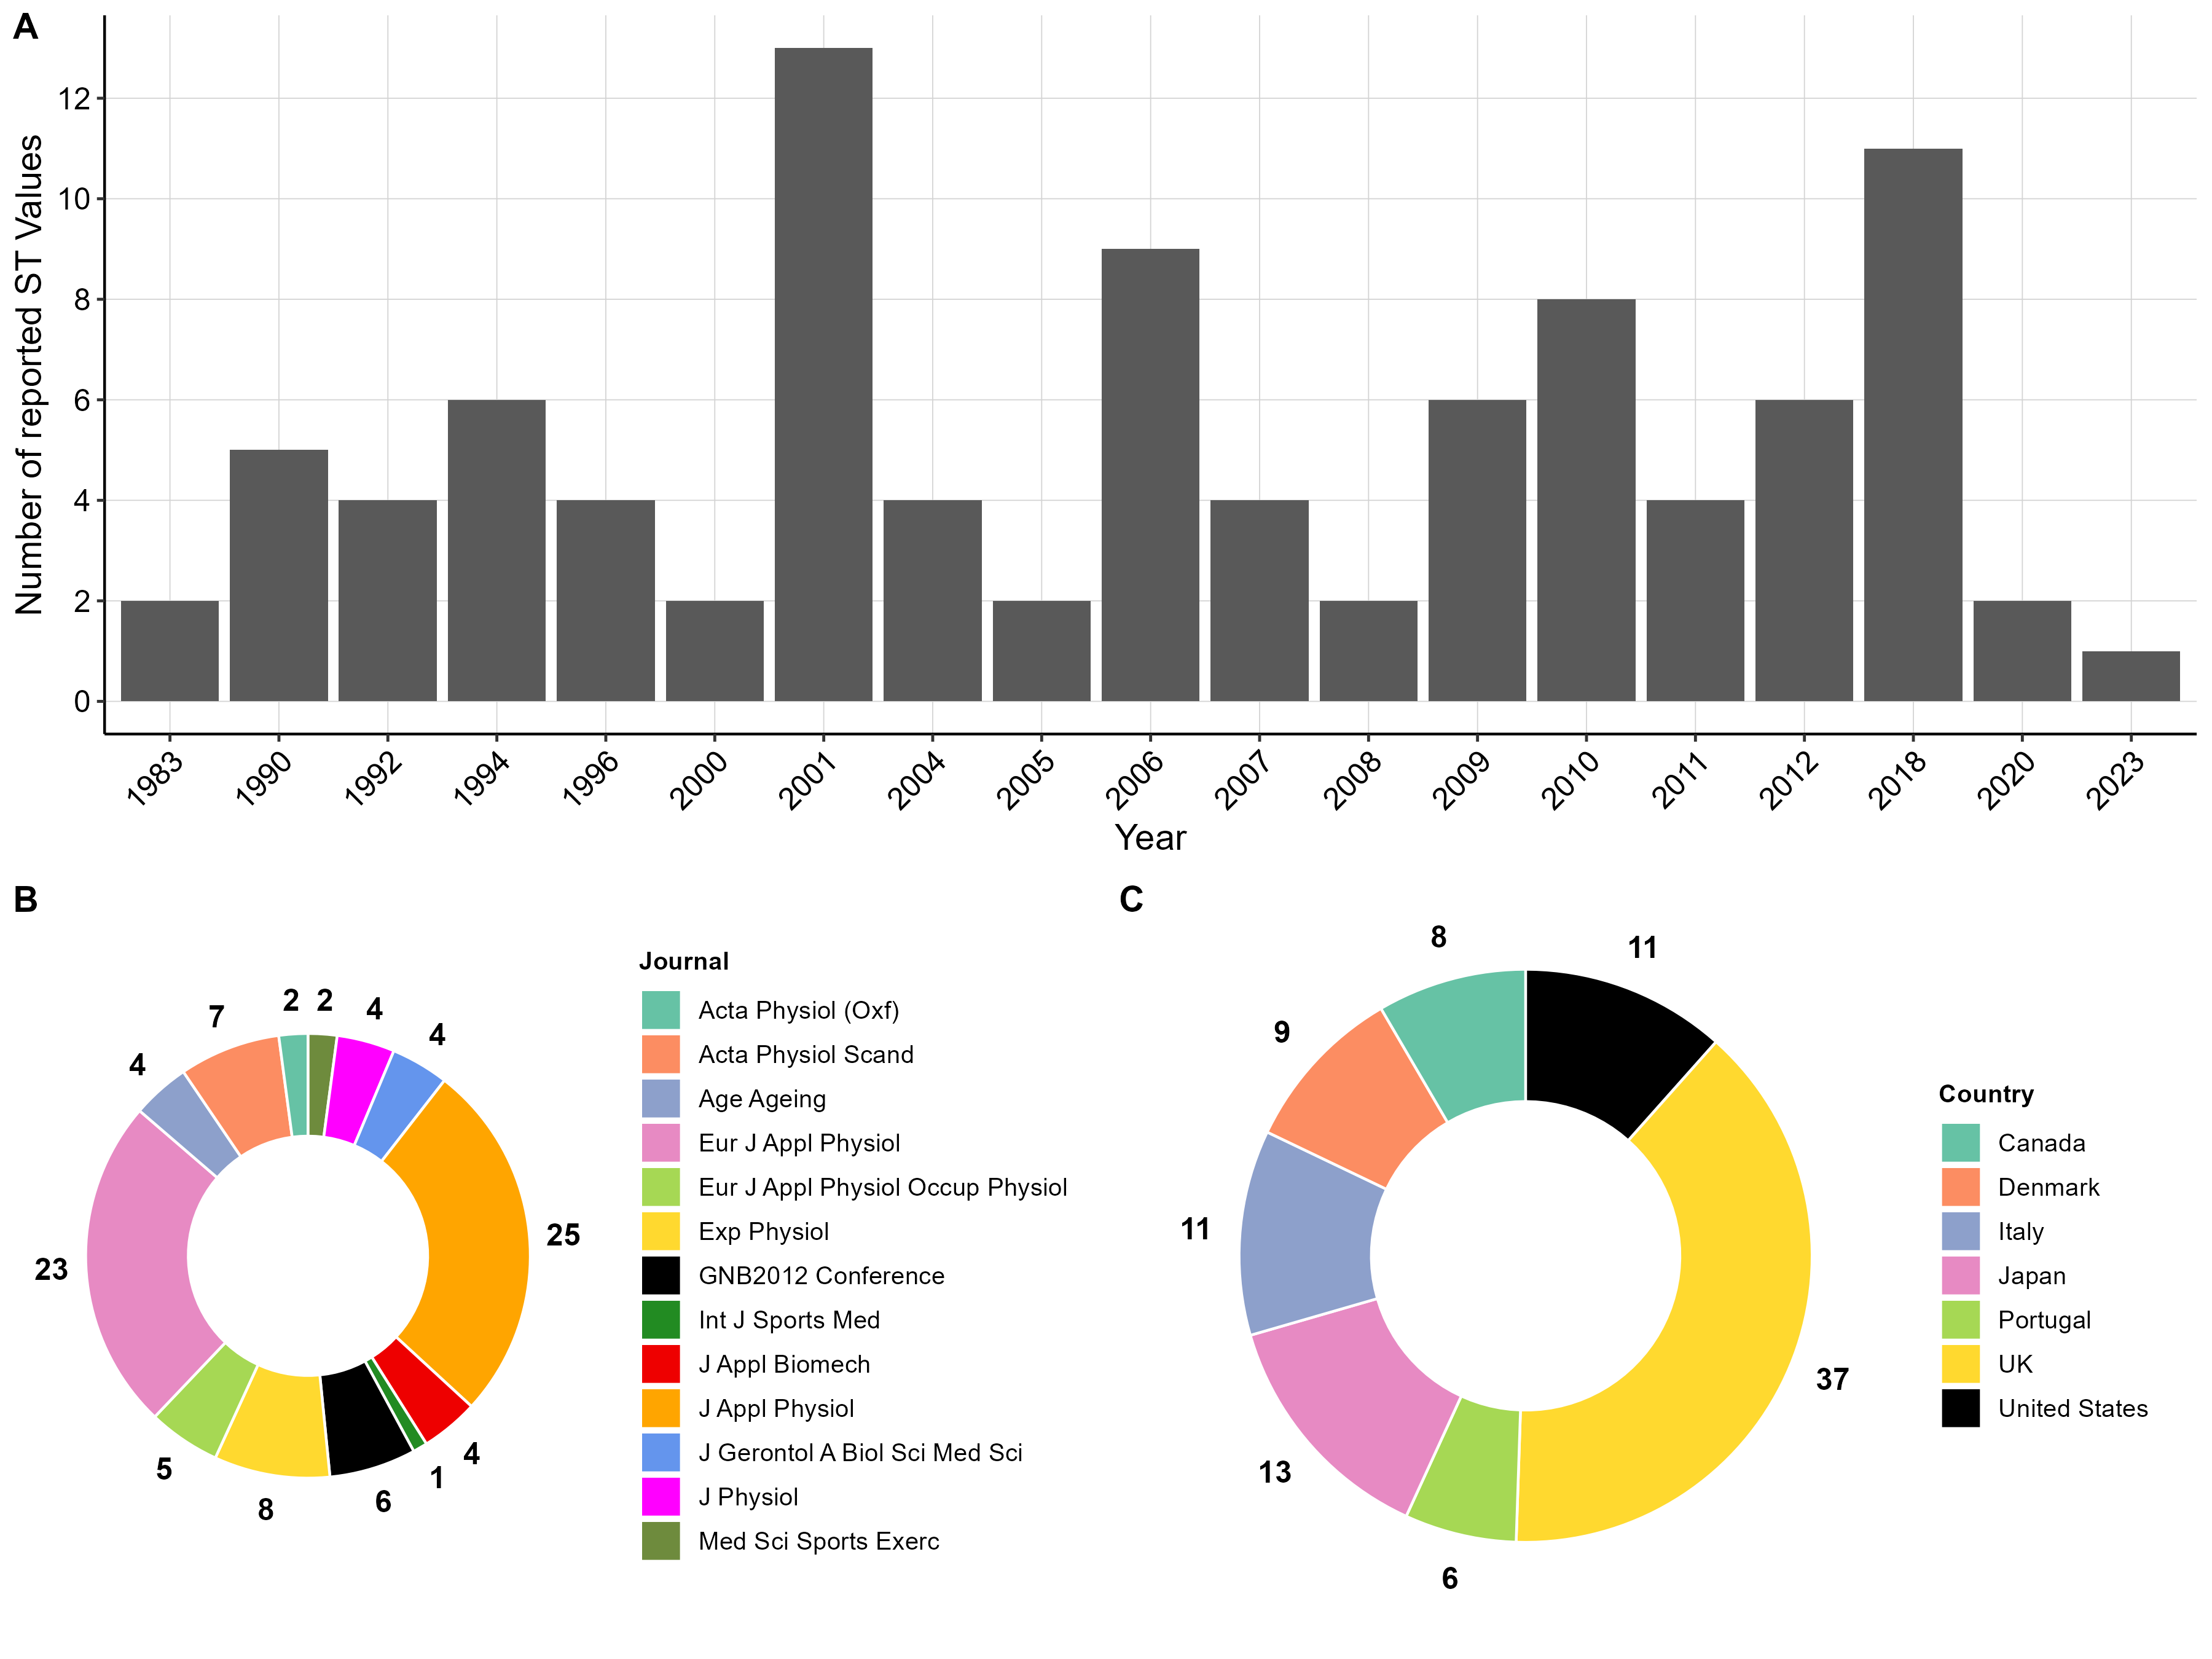 A
Number of reported ST Values
12
10
8
6
4
2
0
1983
1990
1992
1994
1996
2000
2001
2004
2005
2006
2007
2008
2009
2010
2011
2012
2018
2020
2023
Year
B
2
2
4
4
25
4
1
6
8
5
23
4
7
Journal
Acta Physiol (Oxf)
Acta Physiol Scand
Age Ageing
Eur J Appl Physiol
Eur J Appl Physiol Occup Physiol
Exp Physiol
GNB2012 Conference
Int J Sports Med
J Appl Biomech
J Appl Physiol
J Gerontol A Biol Sci Med Sci
J Physiol
Med Sci Sports Exerc
C
8
11
37
6
13
11
9
Country
Canada
Denmark
Italy
Japan
Portugal
UK
United States